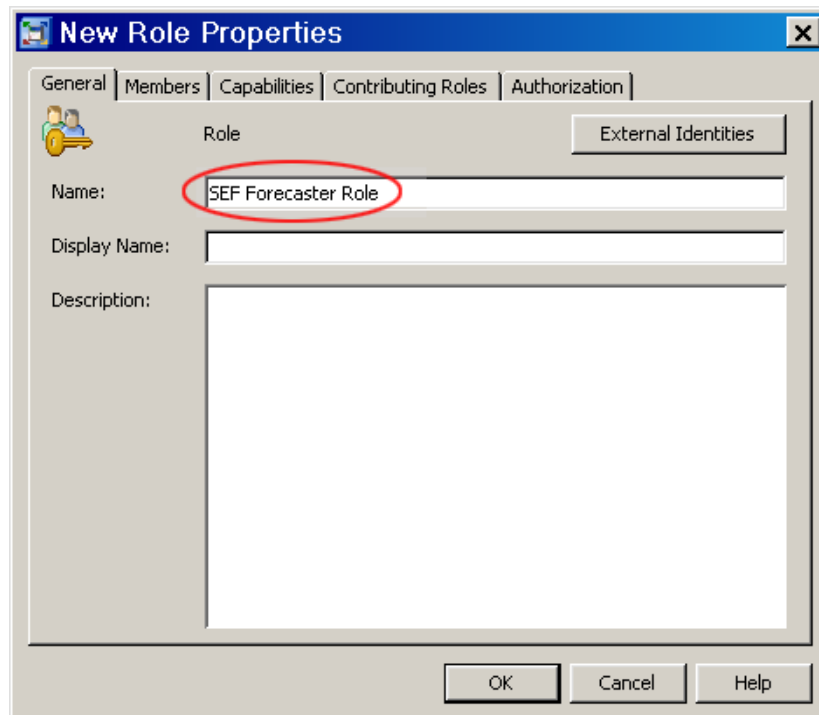 New Role Properties
General Members Capabilities Contributing Roles Authorization
Role External Identities
Name: SEF Forecaster Role
Display Name:
Description:
OK Cancel Help